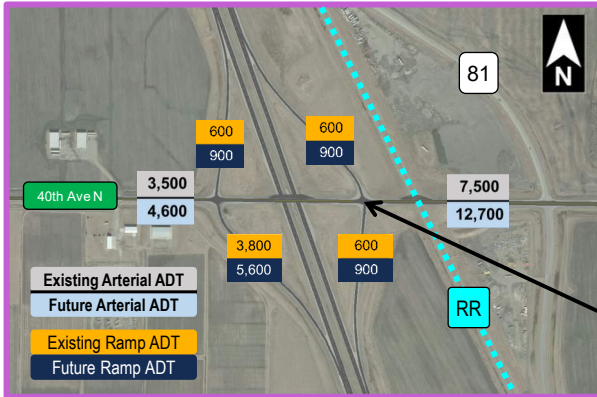 81
N
600
900
600
900
40th Ave N
3,500
4,600
7,500
12,700
3,800
5,600
600
900
Existing Arterial ADT
Future Arterial ADT
RR
Existing Ramp ADT
Future Ramp ADT